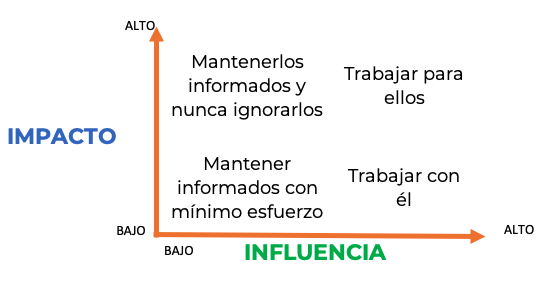 ALTO
Mantenerlos
informados y
nunca ignorarlos
Trabajar para
ellos
IMPACTO
Mantener
informados con
mínimo esfuerzo
Trabajar con
él
BAJO
BAJO
INFLUENCIA
ALTO